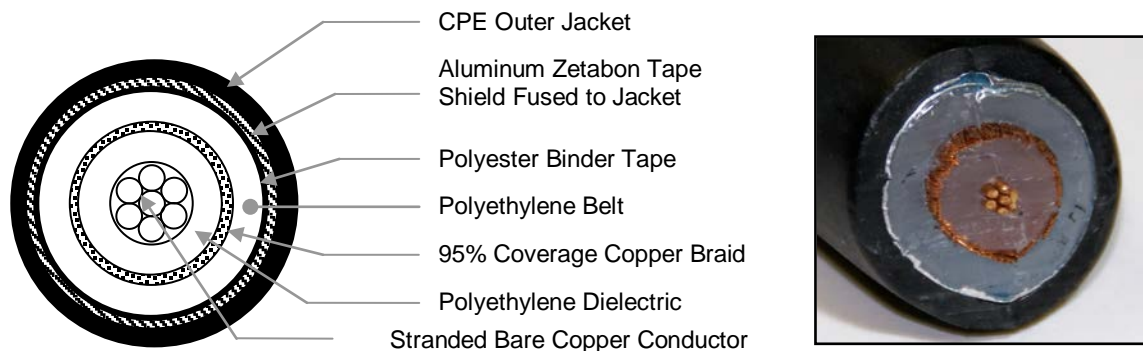 CPE Outer Jacket
Aluminum Zetabon Tape
Shield Fused to Jacket
Polyester Binder Tape
Polyethylene Belt
95% Coverage Copper Braid
Polyethylene Dielectric
Stranded Bare Copper Conductor